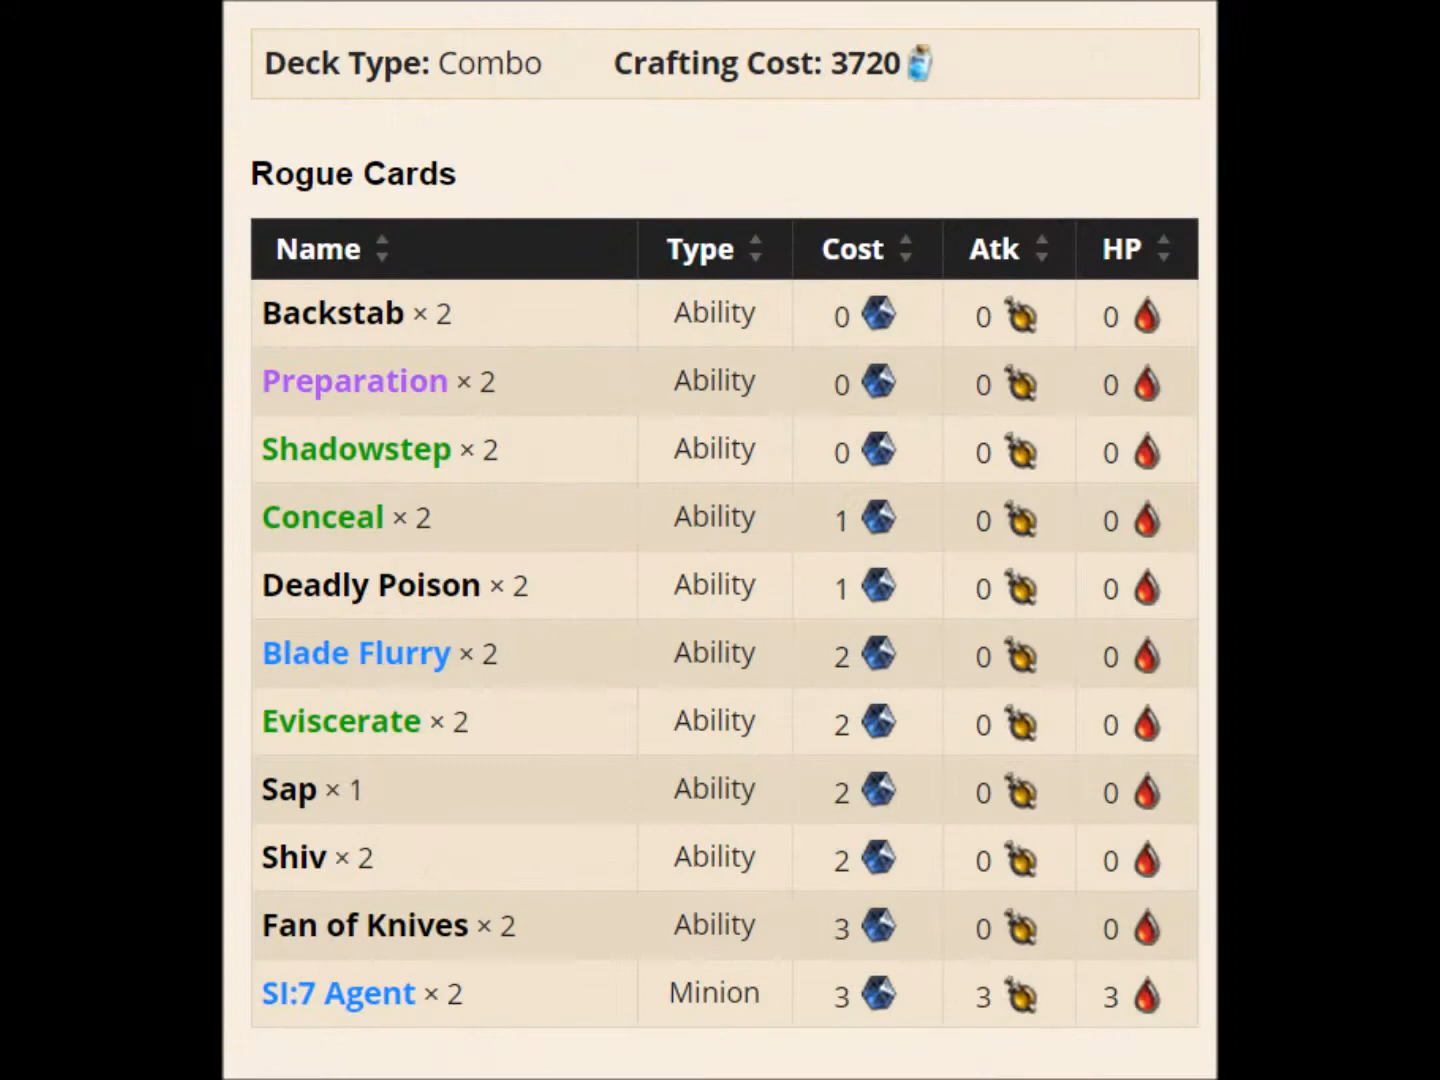 Deck Type: Combo Crafting Cost: 3720
Rogue Cards
Name Type Cost Atk HP
Backstab × 2 Ability 0 0 0
Preparation × 2 Ability 0 0 0
Shadowstep × 2 Ability 0 0 0
Conceal × 2 Ability 1 0 0
Deadly Poison × 2 Ability 1 0 0
Blade Flurry × 2 Ability 2 0 0
Eviscerate × 2 Ability 2 0 0
Sap × 1 Ability 2 0 0
Shiv × 2 Ability 2 0 0
Fan of Knives × 2 Ability 3 0 0
SI:7 Agent × 2 Minion 3 3 3